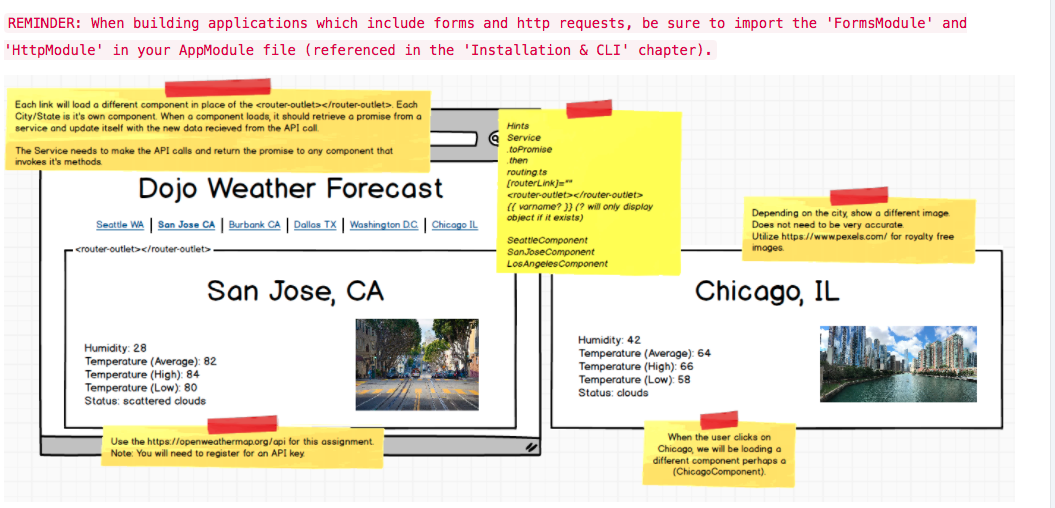 REMINDER: When building applications which include forms and http requests, be sure to import the 'FormsModule' and
'HttpModule' in your AppModule file (referenced in the 'Installation & CLI' chapter).
Each link will load a different component in place of the <router-outlet></router-outlet>. Each
City/State is it's own component. When a component loads, it should retrieve a promise from a
service and update itself with the new data recieved from the API call.
The Service needs to make the API calls and return the promise to any component that
invokes it's methods.
Hints
Service
.toPromise
.then
routing.ts
[routerLink]=""
<router-outlet></router-outlet>
{{ varname? }} (? will only display
object if it exists)
SeattleComponent
SanJoseComponent
LosAngelesComponent
Dojo Weather Forecast
Seattle WA | San Jose CA | Burbank CA | Dallas TX | Washington D.C. | Chicago IL
<router-outlet></router-outlet>
San Jose, CA
Humidity: 28
Temperature (Average): 82
Temperature (High): 84
Temperature (Low): 80
Status: scattered clouds
Use the https://openweathermap.org/api for this assignment.
Note: You will need to register for an API key.
Depending on the city, show a different image.
Does not need to be very accurate.
Utilize https://www.pexels.com/ for royalty free
images.
Chicago, IL
Humidity: 42
Temperature (Average): 64
Temperature (High): 66
Temperature (Low): 58
Status: clouds
When the user clicks on
Chicago, we will be loading a
different component perhaps a
(ChicagoComponent).